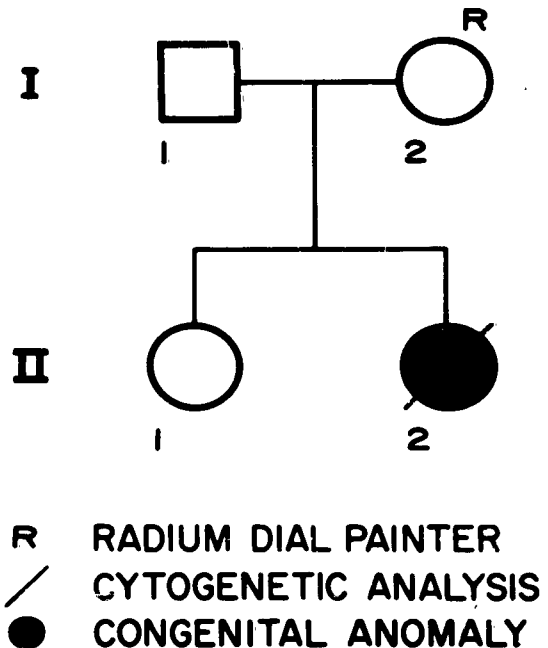 R
I
1 2
II
1 2
R RADIUM DIAL PAINTER
CYTOGENETIC ANALYSIS
CONGENITAL ANOMALY